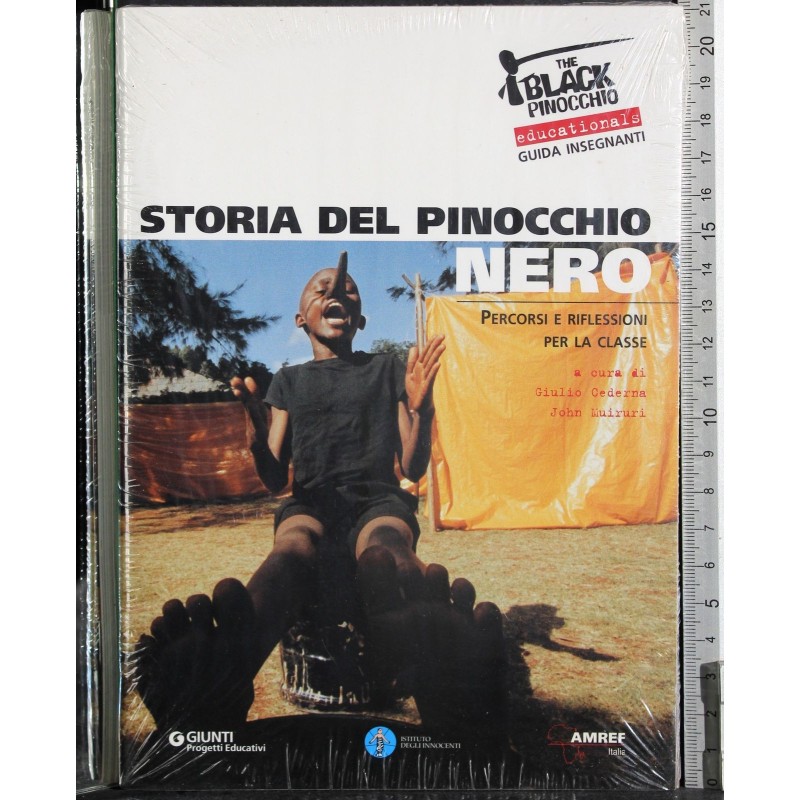 THE
BLACK
PINOCCHIO
educationals
GUIDA INSEGNANTI
STORIA DEL PINOCCHIO
NERO
PERCORSI E RIFLESSIONI
PER LA CLASSE
a cura di
Giulio Cederna
John Muiruri
GIUNTI
Progetti Educativi
ISTITUTO
DEGLI INNOCENTI
AMREF
Italia
21
20
19
18
17
16
15
14
13
12
11
10
9
8
7
6
5
4
3
2
1
0